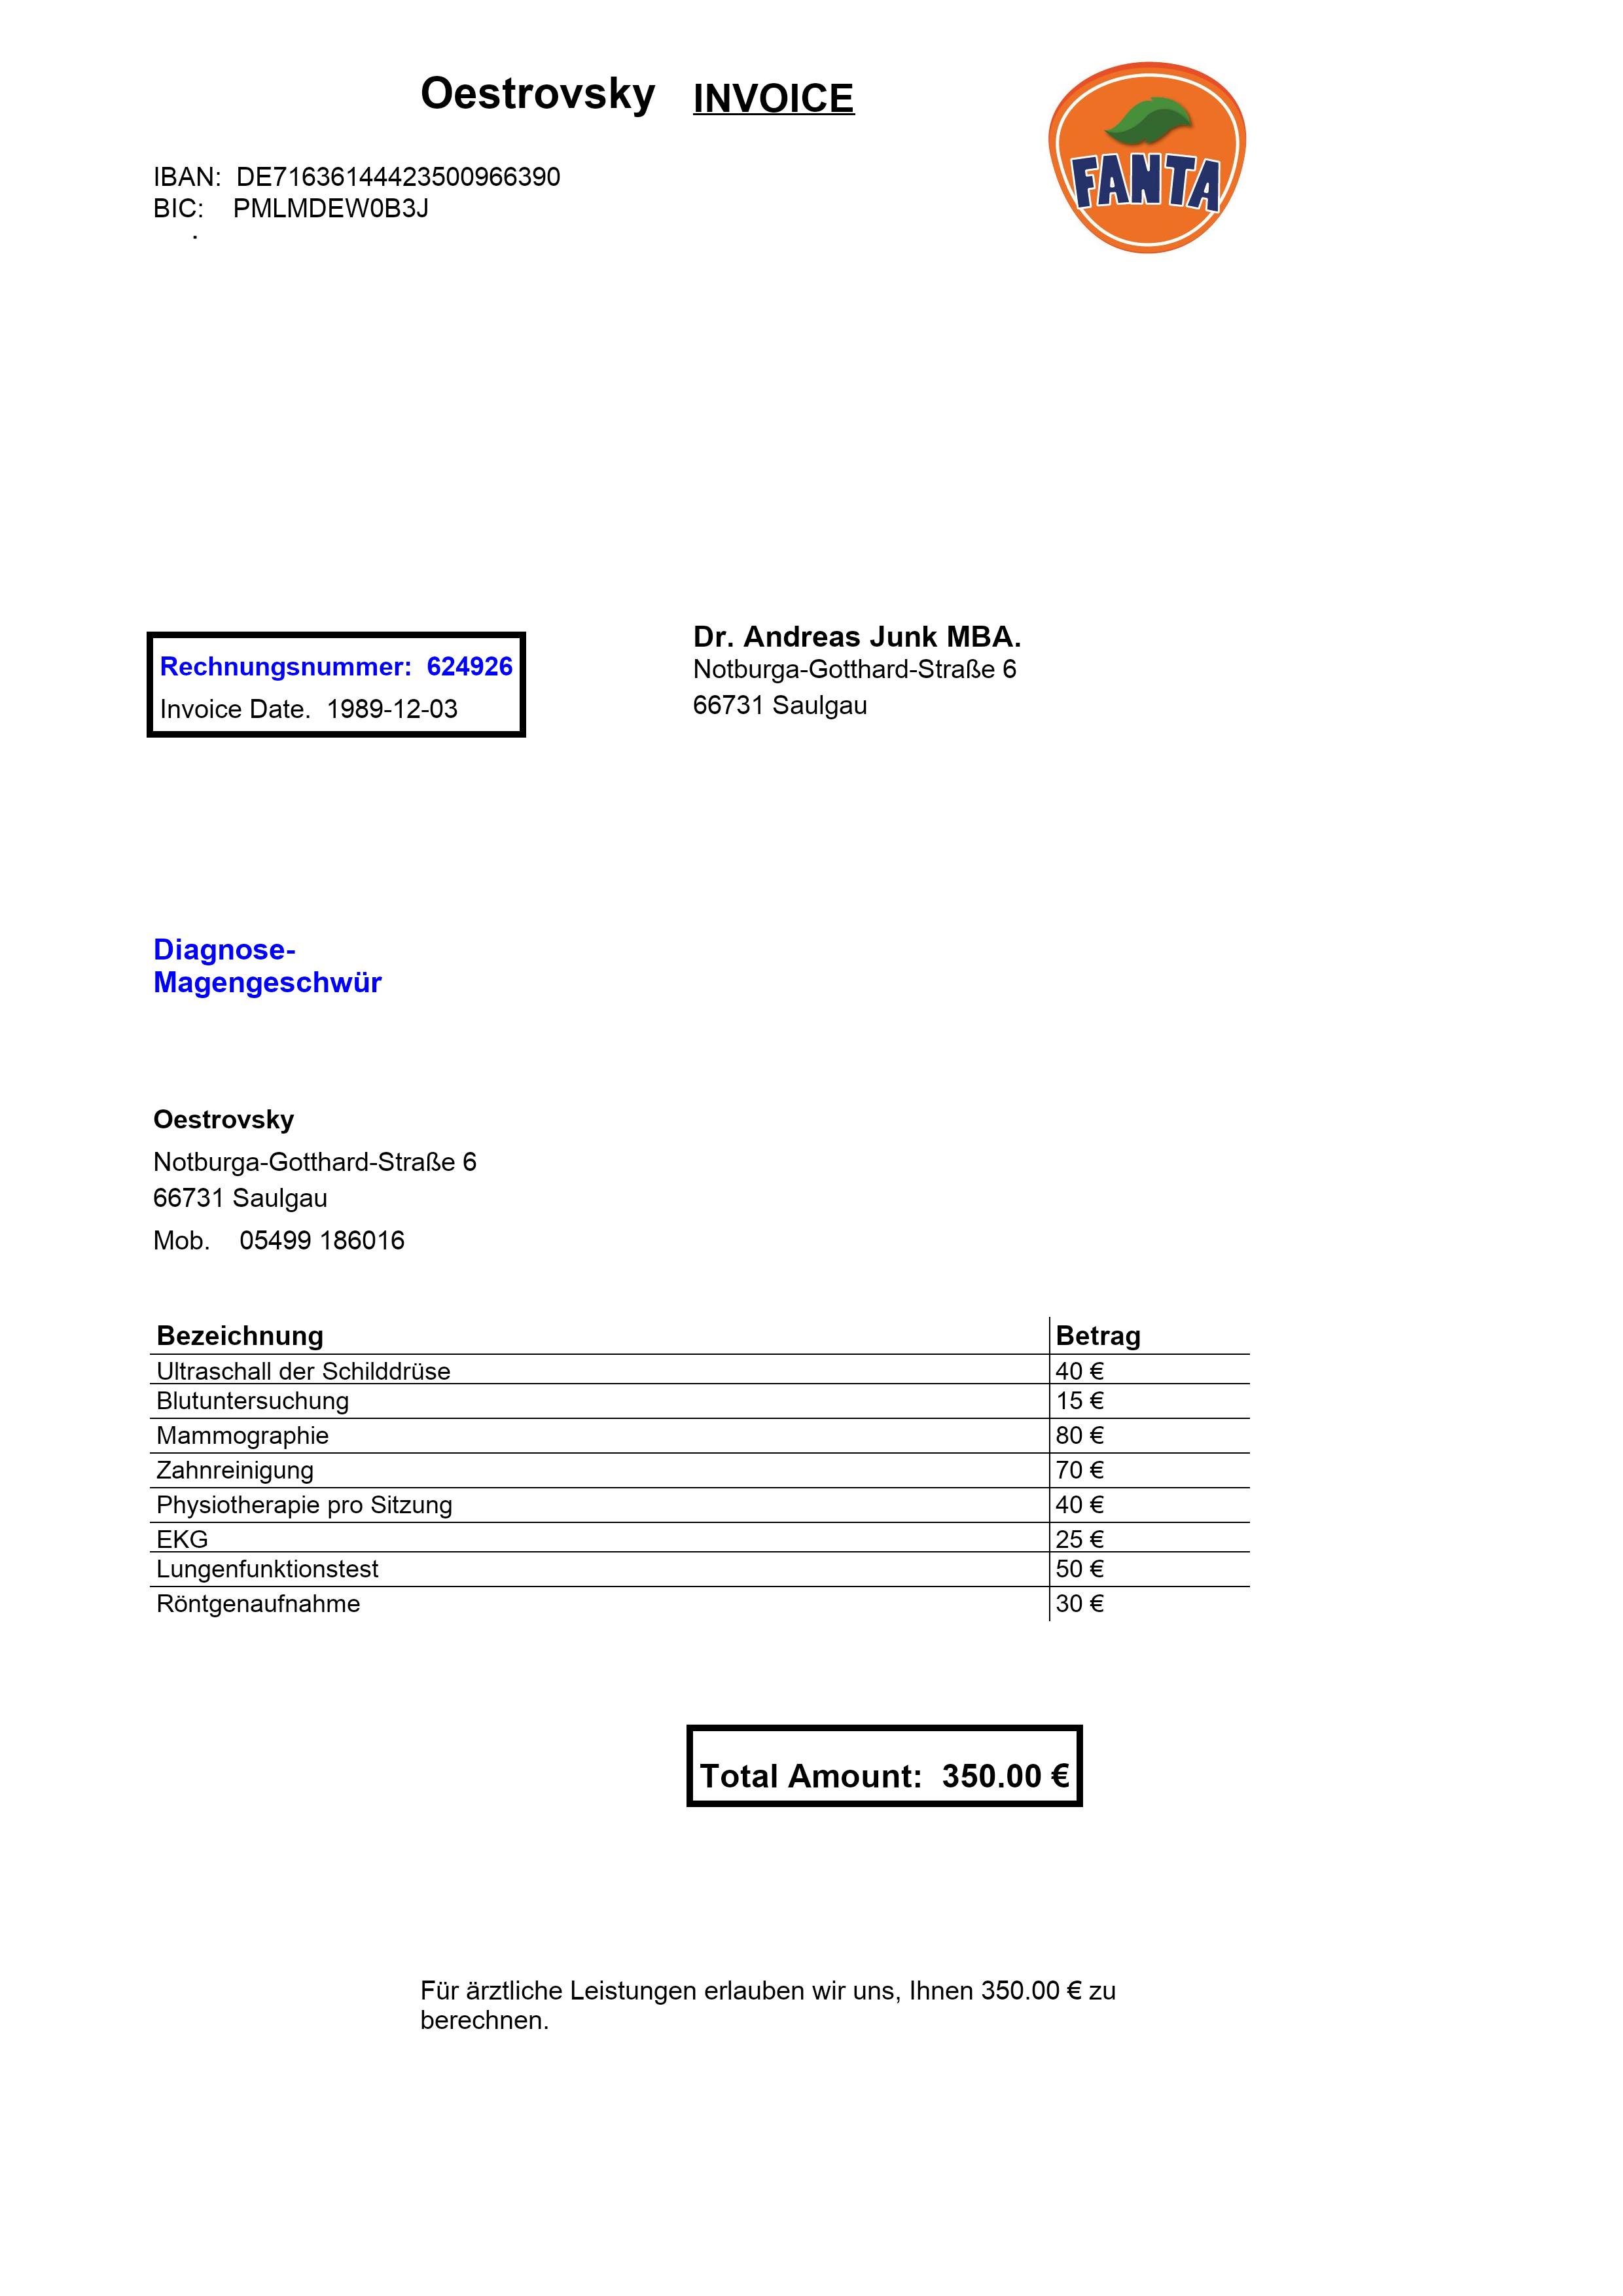 Oestrovsky INVOICE
FANTA
IBAN: DE71636144423500966390
BIC: PMLMDEW0B3J
.
Dr. Andreas Junk MBA.
Notburga-Gotthard-Straße 6
66731 Saulgau
Rechnungsnummer: 624926
Invoice Date. 1989-12-03
Diagnose-
Magengeschwür
Oestrovsky
Notburga-Gotthard-Straße 6
66731 Saulgau
Mob. 05499 186016
Bezeichnung Betrag
Ultraschall der Schilddrüse 40 €
Blutuntersuchung 15 €
Mammographie 80 €
Zahnreinigung 70 €
Physiotherapie pro Sitzung 40 €
EKG 25 €
Lungenfunktionstest 50 €
Röntgenaufnahme 30 €
Total Amount: 350.00 €
Für ärztliche Leistungen erlauben wir uns, Ihnen 350.00 € zu
berechnen.